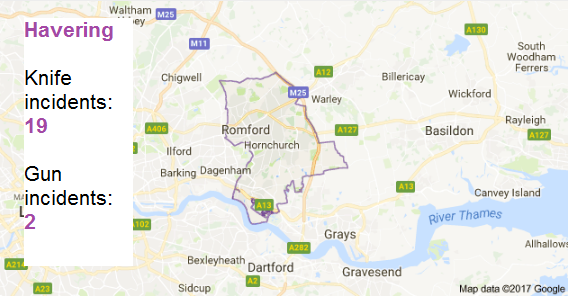 Havering
Knife
incidents:
19
Gun
incidents:
2
Waltham
M25
M11
A130
South
Woodham
Ferrers
Chigwell
A12
Billericay
M25
Warley
Wickford
A406
Romford
A127
Basildon
Rayleigh
A127
Ilford
Hornchurch
Barking
Dagenham
A13
Canvey Island
A13
River Thames
A102
Grays
A282
Allhallows
Bexleyheath
A214
Dartford
Gravesend
A2
A23
Sidcup
Map data ©2017 Google